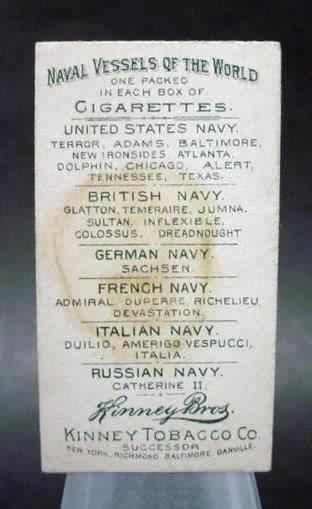 NAVAL VESSELS OF THE WORLD
ONE PACKED
IN EACH BOX OF
CIGARETTES.
UNITED STATES NAVY.
TERROR, ADAMS, BALTIMORE,
NEW IRONSIDES ATLANTA,
DOLPHIN, CHICAGO, ALERT,
TENNESSEE, TEXAS.
BRITISH NAVY.
GLATTON, TEMERAIRE, JUMNA.
SULTAN, INFLEXIBLE,
COLOSSUS, DREADNOUGHT
GERMAN NAVY.
SACHSEN.
FRENCH NAVY.
ADMIRAL DUPERRE, RICHELIEU
DEVASTATION.
ITALIAN NAVY.
DUILIO, AMERIGO VESPUCCI,
ITALIA.
RUSSIAN NAVY.
CATHERINE II.
Kinney Bros.
KINNEY TOBACCO CO.
SUCCESSOR
NEW YORK, RICHMOND, BALTIMORE, DANVILLE.